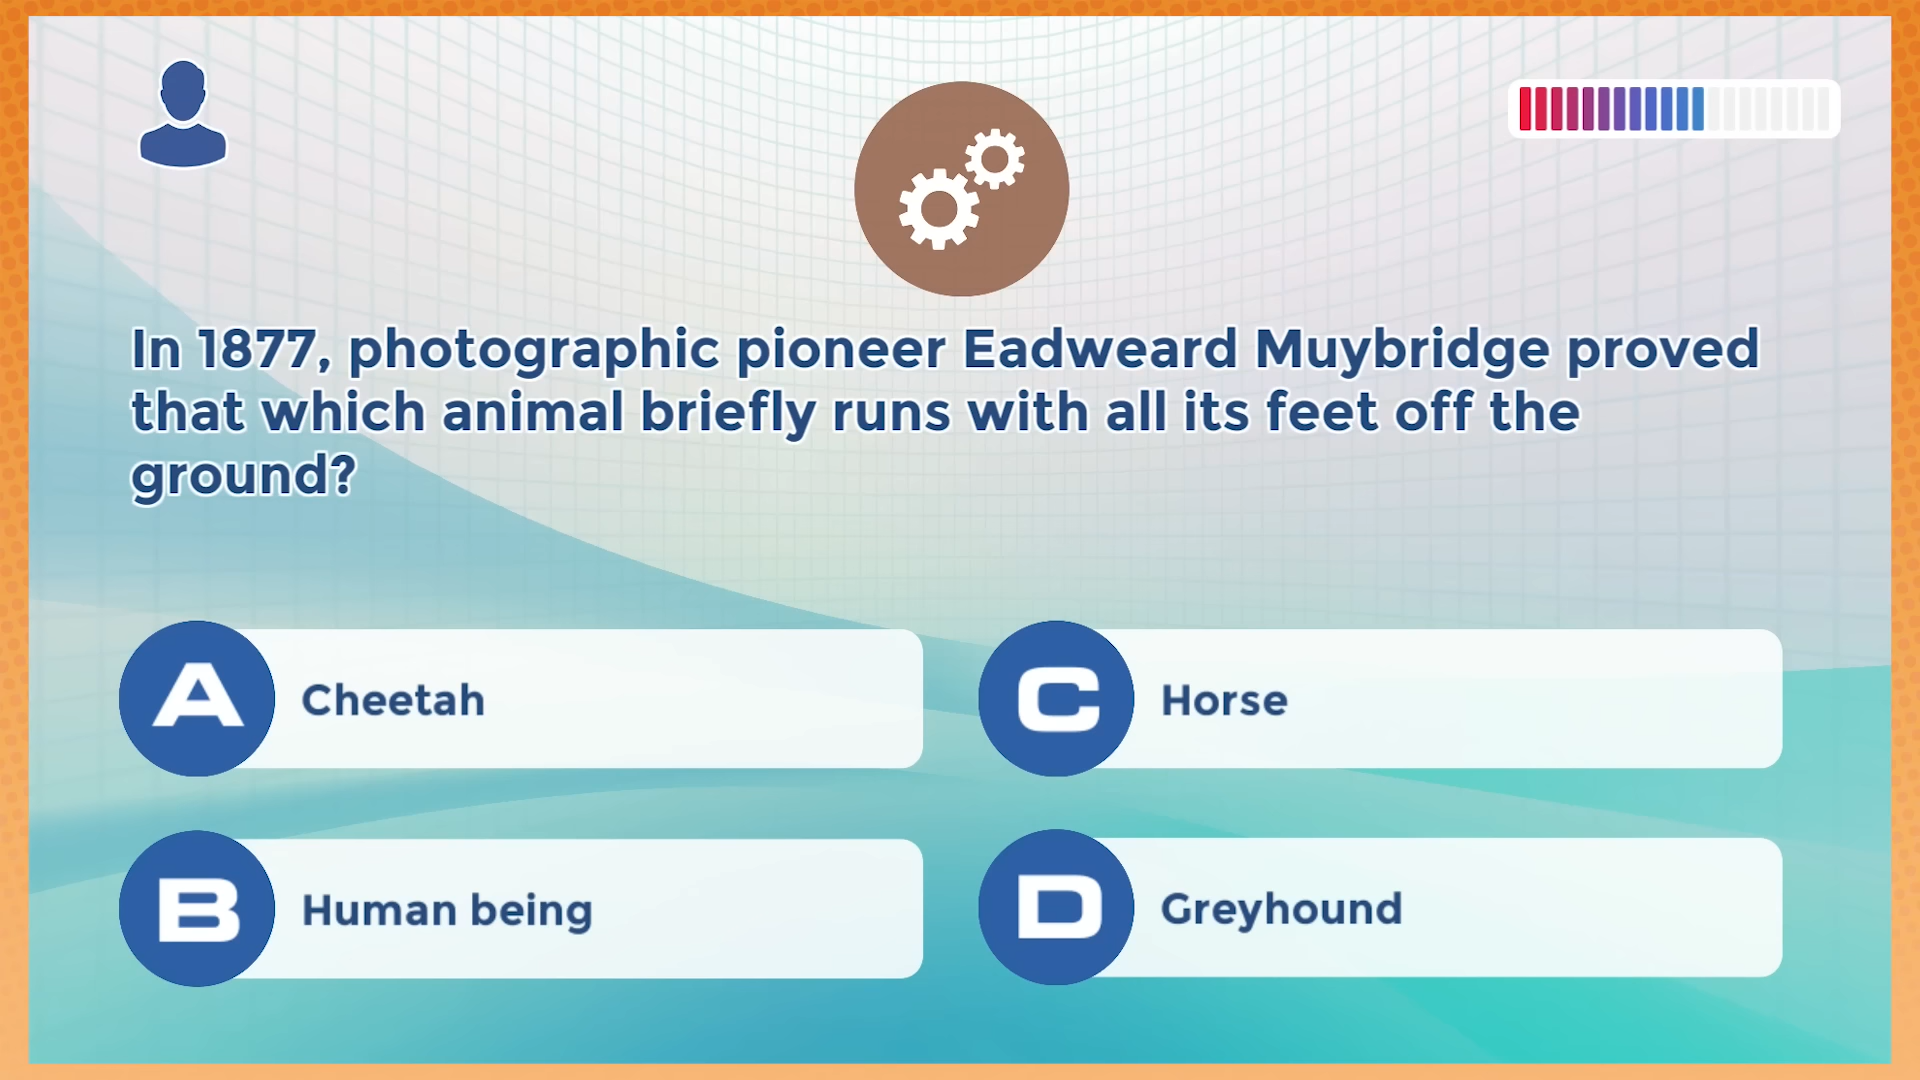 In 1877, photographic pioneer Eadweard Muybridge proved
that which animal briefly runs with all its feet off the
ground?
A Cheetah
C Horse
B Human being
D Greyhound